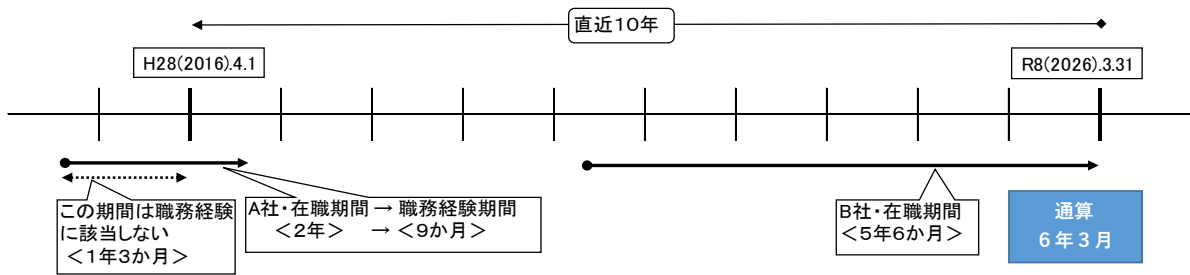 直近10年
H28(2016).4.1
R8(2026).3.31
この期間は職務経験
に該当しない
＜1年3か月＞
A社・在職期間 → 職務経験期間
＜2年＞ → ＜9か月＞
B社・在職期間
＜5年6か月＞
通算
6年3月